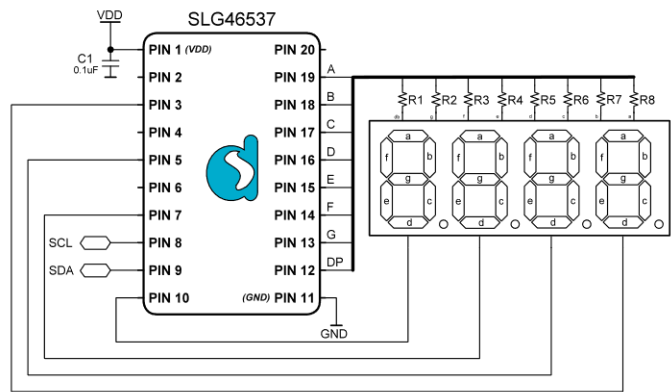 SLG46537
VDD
C1
0.1uF
PIN 1 (VDD)
PIN 2
PIN 3
PIN 4
PIN 5
PIN 6
PIN 7
PIN 8
PIN 9
PIN 10
SCL
SDA
PIN 20
PIN 19
PIN 18
PIN 17
PIN 16
PIN 15
PIN 14
PIN 13
PIN 12
(GND) PIN 11
A
B
C
D
E
F
G
DP
GND
R1 R2 R3 R4 R5 R6 R7 R8
a a a a
f b f b f b f b
g g g g
e c e c e c e c
d d d d